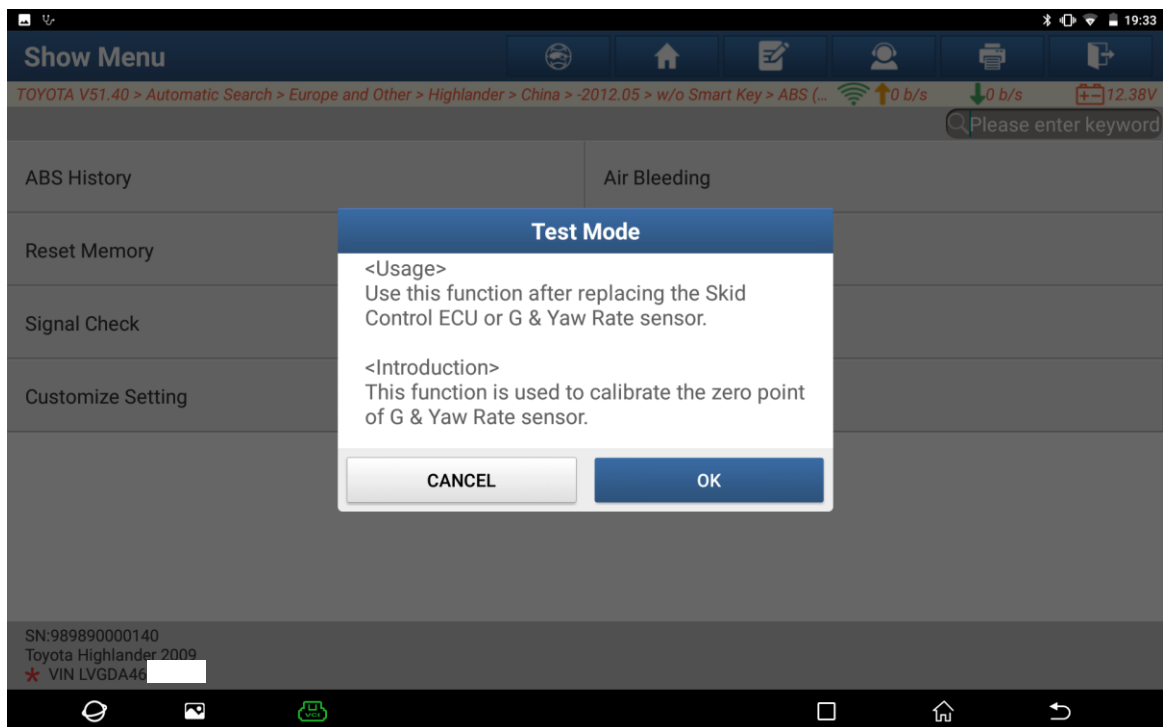 19:33
Show Menu
TOYOTA V51.40 > Automatic Search > Europe and Other > Highlander > China > -2012.05 > w/o Smart Key > ABS (... 0 b/s 0 b/s 12.38V
Please enter keyword
ABS History Air Bleeding
Test Mode
Reset Memory
<Usage>
Use this function after replacing the Skid
Control ECU or G & Yaw Rate sensor.
Signal Check
<Introduction>
This function is used to calibrate the zero point
of G & Yaw Rate sensor.
Customize Setting
CANCEL OK
SN:989890000140
Toyota Highlander 2009
* VIN LVGDA46
VCI